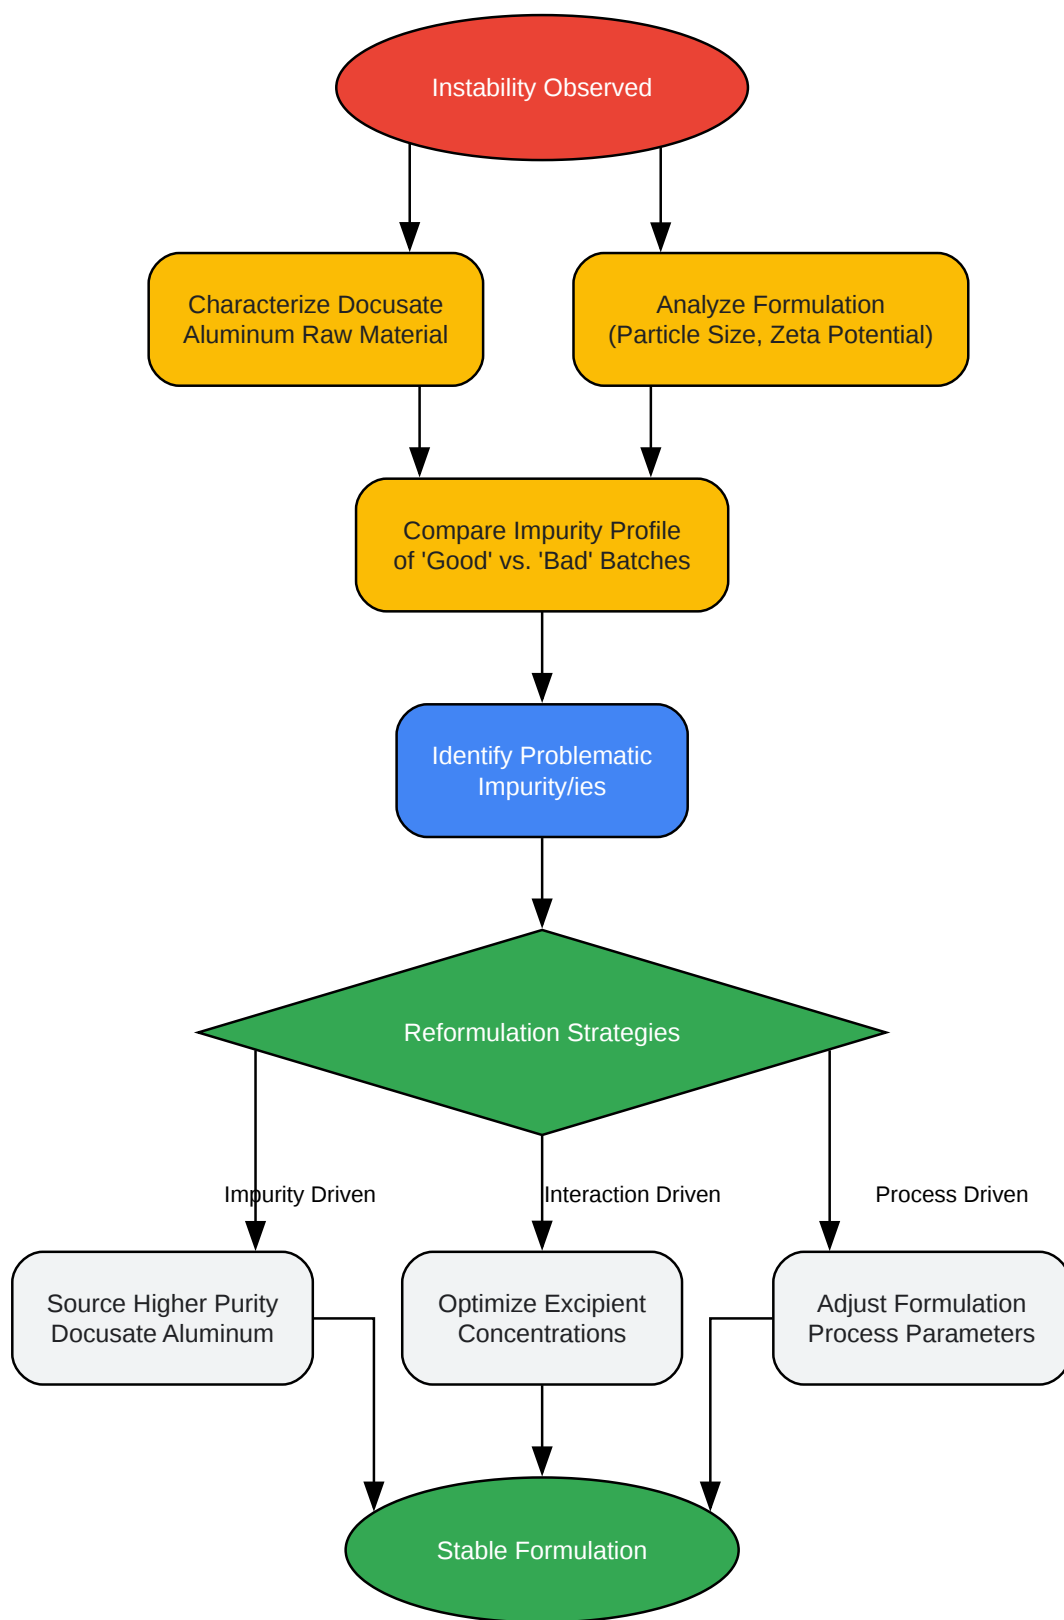 Instability Observed
Characterize Docusate
Aluminum Raw Material
Analyze Formulation
(Particle Size, Zeta Potential)
Compare Impurity Profile
of 'Good' vs. 'Bad' Batches
Identify Problematic
Impurity/ies
Reformulation Strategies
Impurity Driven
Interaction Driven
Process Driven
Source Higher Purity
Docusate Aluminum
Optimize Excipient
Concentrations
Adjust Formulation
Process Parameters
Stable Formulation